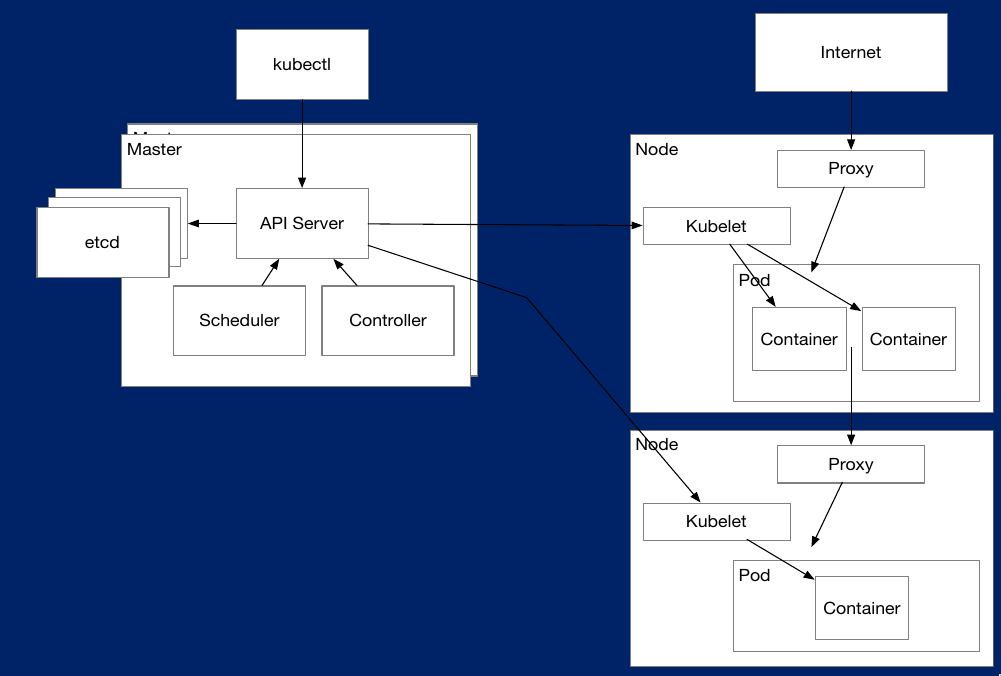 kubectl
Internet
Master
Master
etcd
API Server
Scheduler
Controller
Node
Proxy
Kubelet
Pod
Container
Container
Node
Proxy
Kubelet
Pod
Container